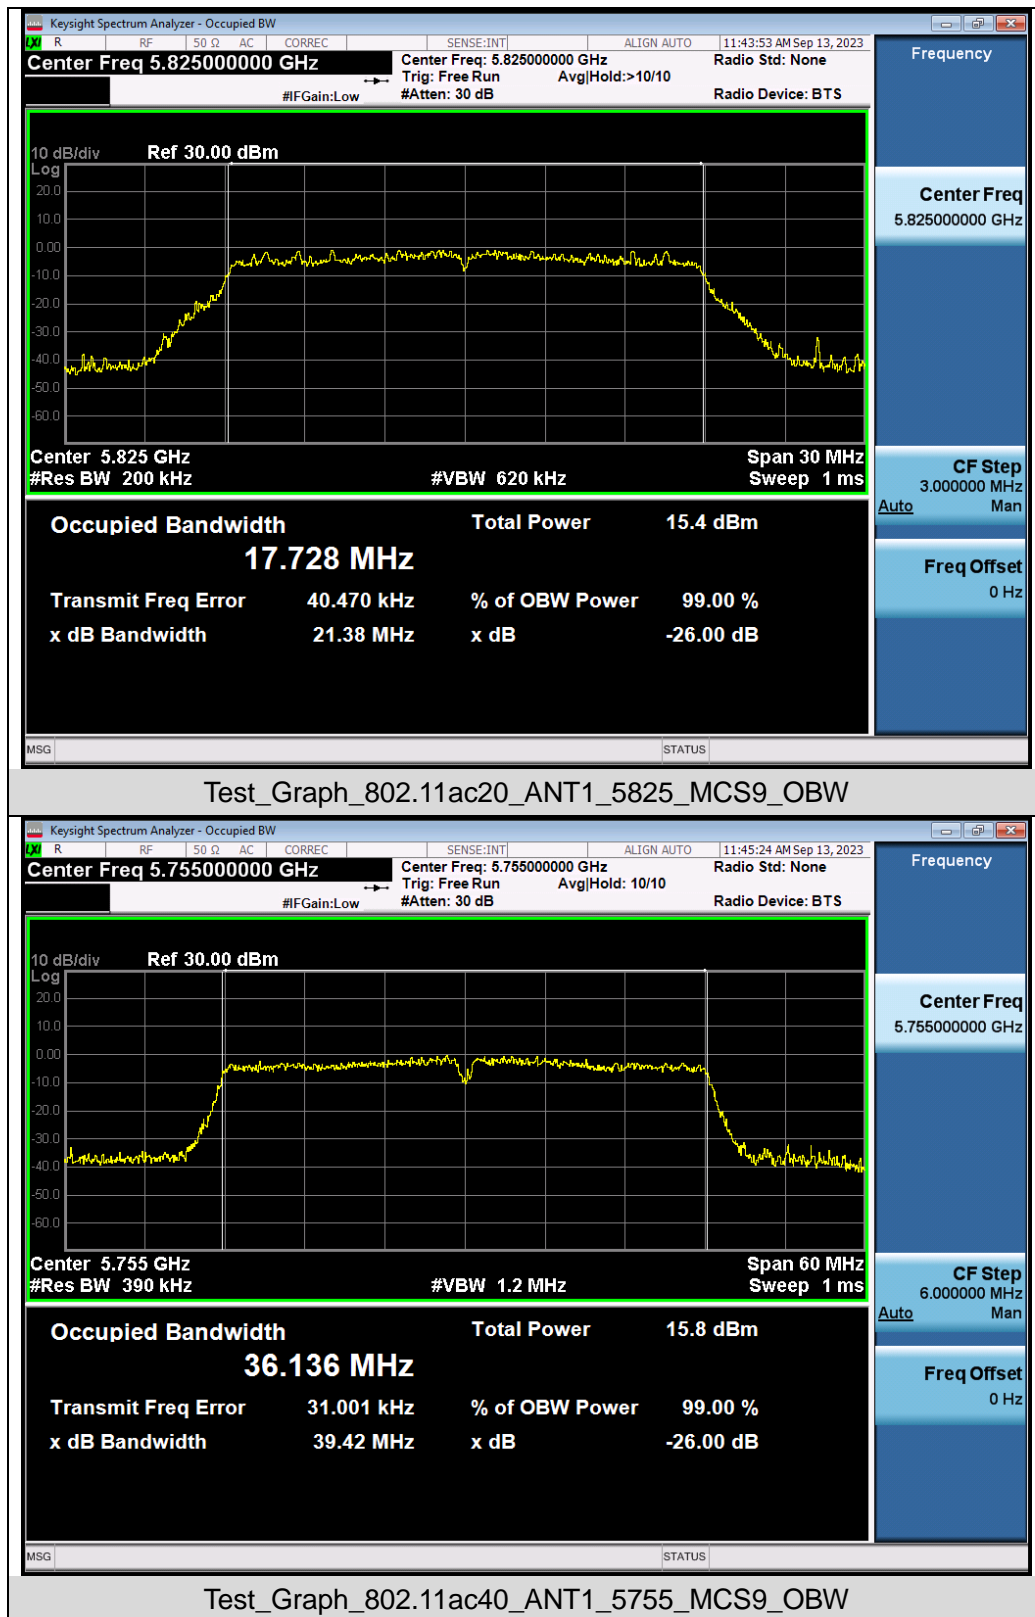 Keysight Spectrum Analyzer - Occupied BW
LXI R RF 50 Ω AC CORREC SENSE:INT ALIGN AUTO 11:43:53 AM Sep 13, 2023
Center Freq 5.825000000 GHz Center Freq: 5.825000000 GHz Radio Std: None
Trig: Free Run Avg|Hold:>10/10
#IFGain:Low #Atten: 30 dB Radio Device: BTS
Frequency
10 dB/div Ref 30.00 dBm
Log
20.0
10.0
0.00
-10.0
-20.0
-30.0
-40.0
-50.0
-60.0
Center 5.825 GHz Span 30 MHz
#Res BW 200 kHz #VBW 620 kHz Sweep 1 ms
Center Freq
5.825000000 GHz
CF Step
3.000000 MHz
Auto Man
Freq Offset
0 Hz
Occupied Bandwidth Total Power 15.4 dBm
17.728 MHz
Transmit Freq Error 40.470 kHz % of OBW Power 99.00 %
x dB Bandwidth 21.38 MHz x dB -26.00 dB
MSG STATUS
Test_Graph_802.11ac20_ANT1_5825_MCS9_OBW
Keysight Spectrum Analyzer - Occupied BW
LXI R RF 50 Ω AC CORREC SENSE:INT ALIGN AUTO 11:45:24 AM Sep 13, 2023
Center Freq 5.755000000 GHz Center Freq: 5.755000000 GHz Radio Std: None
Trig: Free Run Avg|Hold: 10/10
#IFGain:Low #Atten: 30 dB Radio Device: BTS
Frequency
10 dB/div Ref 30.00 dBm
Log
20.0
10.0
0.00
-10.0
-20.0
-30.0
-40.0
-50.0
-60.0
Center 5.755 GHz Span 60 MHz
#Res BW 390 kHz #VBW 1.2 MHz Sweep 1 ms
Center Freq
5.755000000 GHz
CF Step
6.000000 MHz
Auto Man
Freq Offset
0 Hz
Occupied Bandwidth Total Power 15.8 dBm
36.136 MHz
Transmit Freq Error 31.001 kHz % of OBW Power 99.00 %
x dB Bandwidth 39.42 MHz x dB -26.00 dB
MSG STATUS
Test_Graph_802.11ac40_ANT1_5755_MCS9_OBW